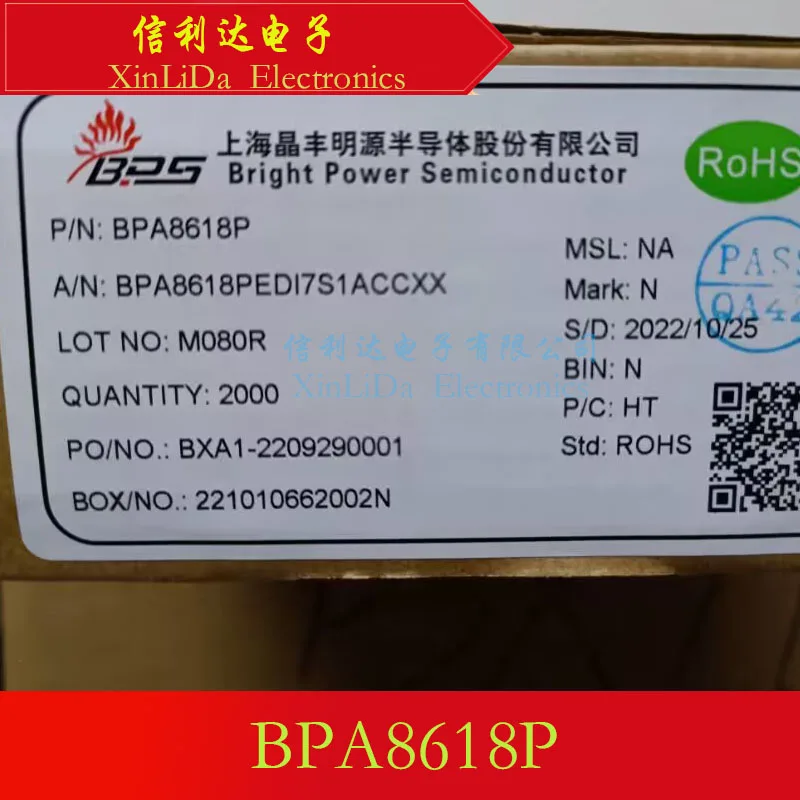 信利达电子
XinLiDa Electronics
BPS
上海晶丰明源半导体股份有限公司
Bright Power Semiconductor
RoHS
P/N: BPA8618P
A/N: BPA8618PEDI7S1ACCXX
LOT NO: M080R
QUANTITY: 2000
PO/NO.: BXA1-2209290001
BOX/NO.: 221010662002N
MSL: NA
Mark: N
S/D: 2022/10/25
BIN: N
P/C: HT
Std: ROHS
PASS
QA42
信利达电子有限公司
XinLiDa Electronics
BPA8618P